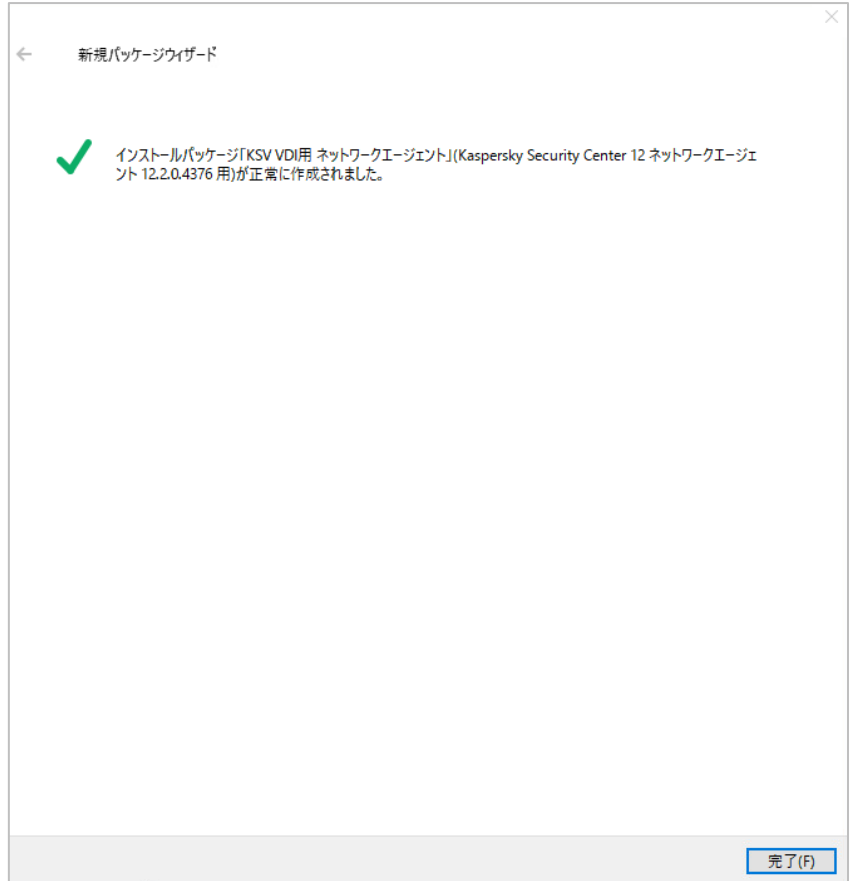 新規パッケージウィザード
インストールパッケージ「KSV VDI用 ネットワークエージェント」(Kaspersky Security Center 12 ネットワークエージェ
ント 12.2.0.4376 用)が正常に作成されました。
完了(F)